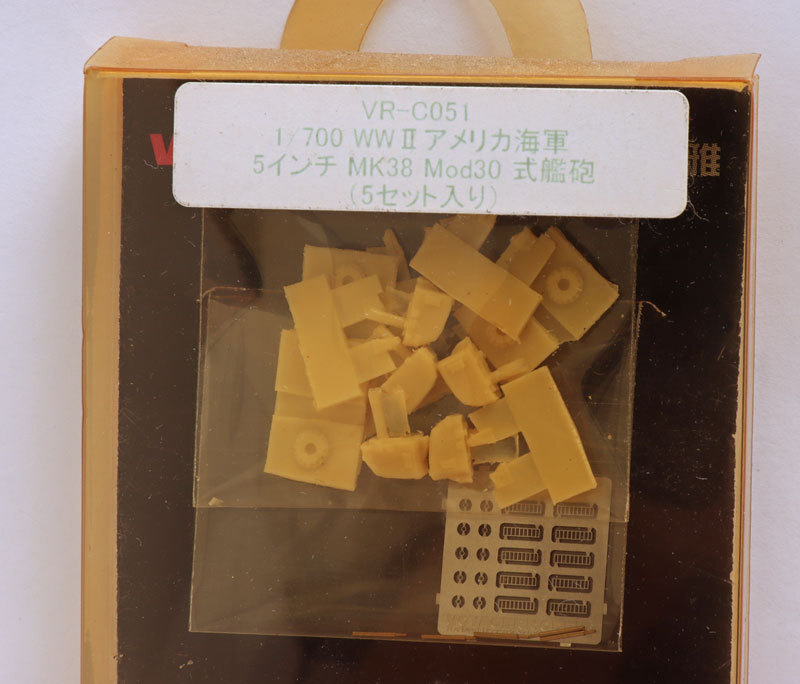 VR-C051
1/700 WWⅡアメリカ海軍
5インチ MK38 Mod30 式艦砲
(5セット入り)
雅